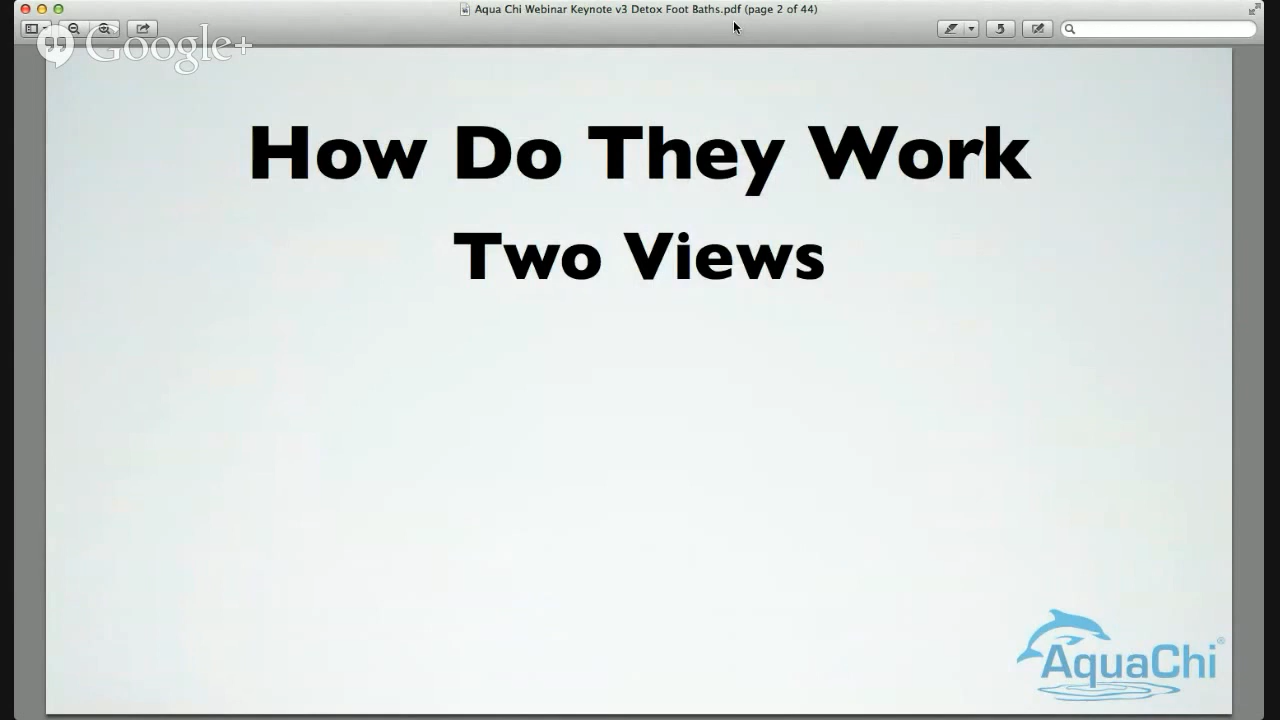 Aqua Chi Webinar Keynote v3 Detox Foot Baths.pdf (page 2 of 44)
Google+
How Do They Work
Two Views
AquaChi®